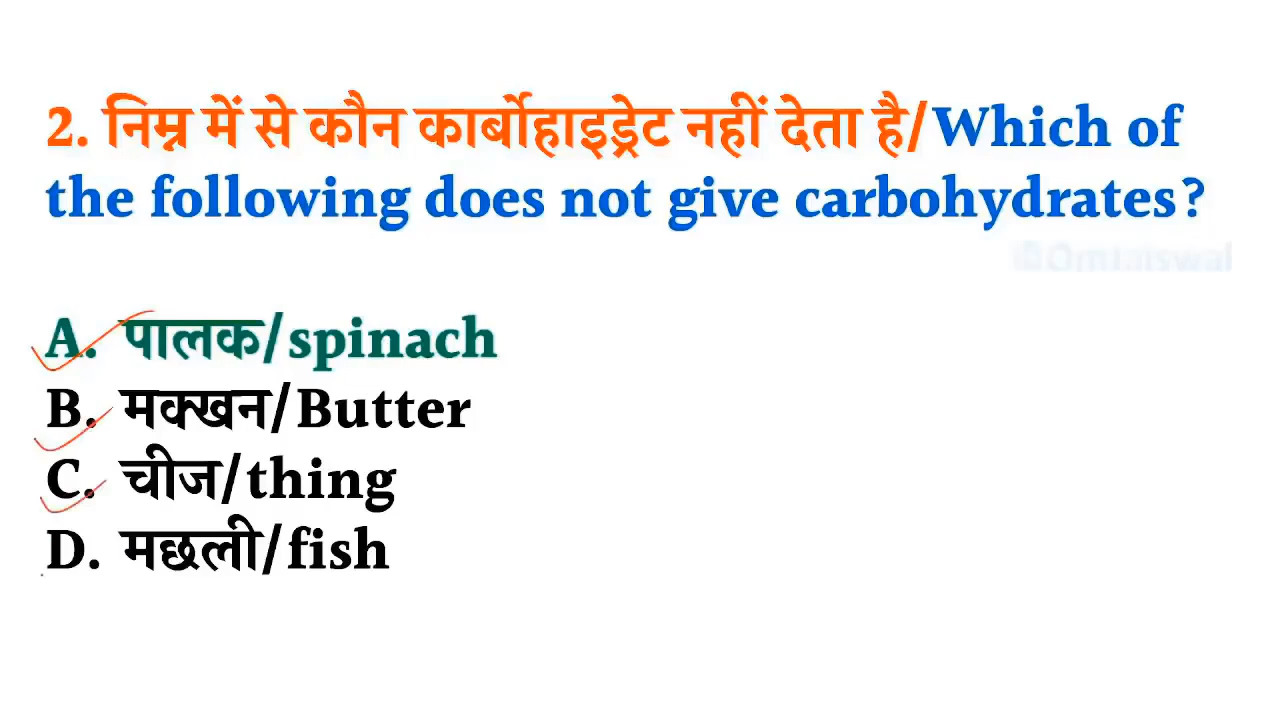 2. निम्न में से कौन कार्बोहाइड्रेट नहीं देता है/Which of
the following does not give carbohydrates?
A. पालक/spinach
B. मक्खन/Butter
C. चीज/thing
D. मछली/fish